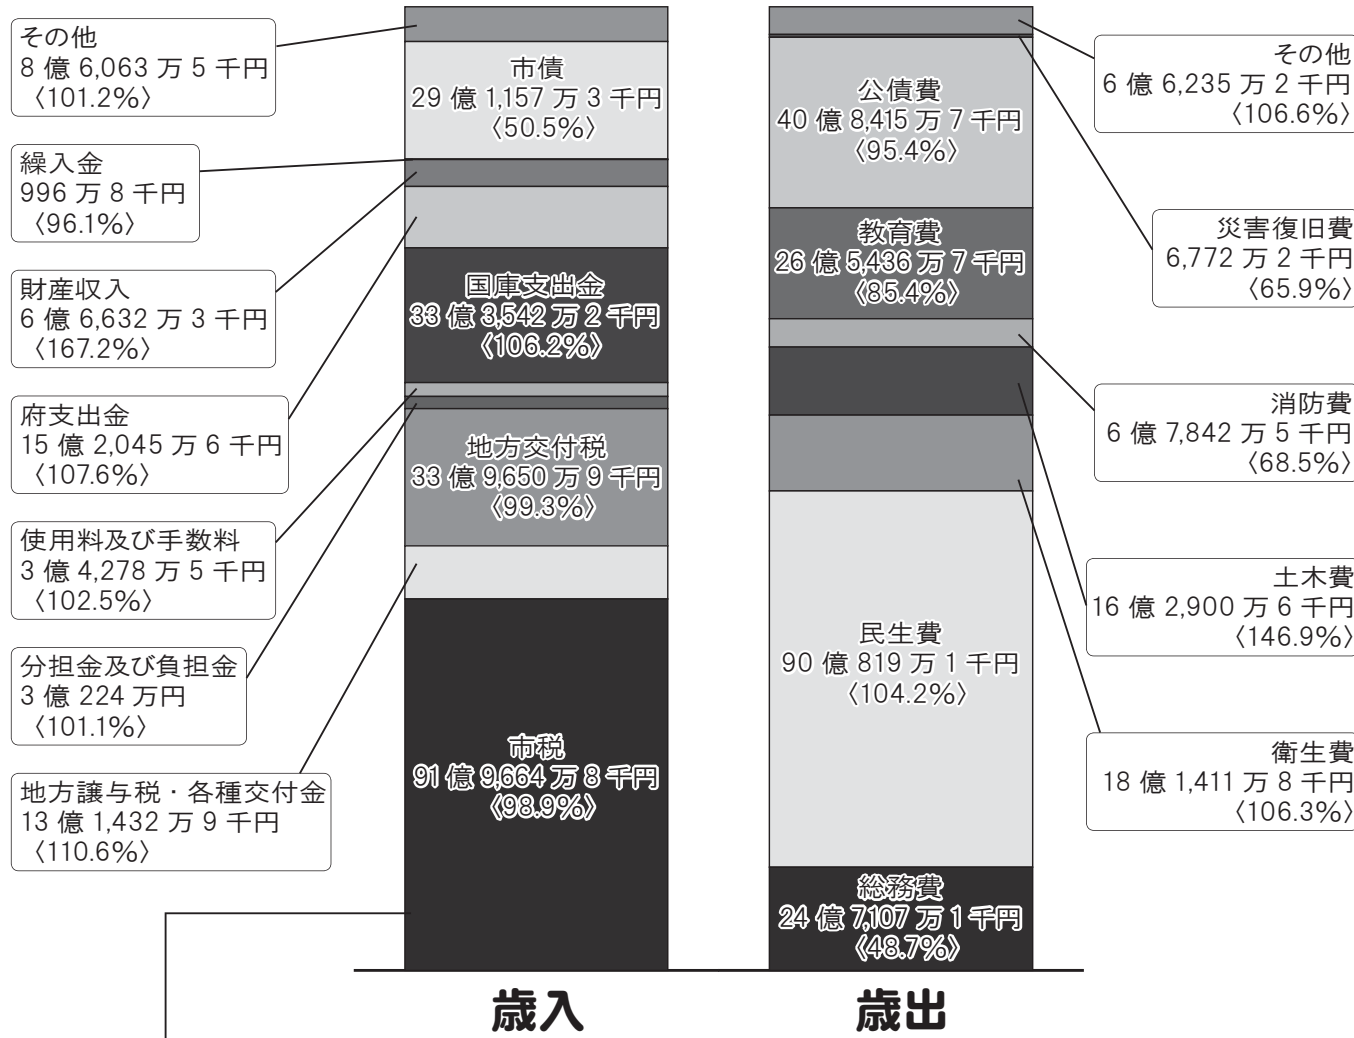 その他
8 億 6,063 万 5 千円
〈101.2%〉
繰入金
996 万 8 千円
〈96.1%〉
財産収入
6 億 6,632 万 3 千円
〈167.2%〉
府支出金
15 億 2,045 万 6 千円
〈107.6%〉
使用料及び手数料
3 億 4,278 万 5 千円
〈102.5%〉
分担金及び負担金
3 億 224 万円
〈101.1%〉
地方譲与税・各種交付金
13 億 1,432 万 9 千円
〈110.6%〉
市債
29 億 1,157 万 3 千円
〈50.5%〉
国庫支出金
33 億 3,542 万 2 千円
〈106.2%〉
地方交付税
33 億 9,650 万 9 千円
〈99.3%〉
市税
91 億 9,664 万 8 千円
〈98.9%〉
歳入
公債費
40 億 8,415 万 7 千円
〈95.4%〉
教育費
26 億 5,436 万 7 千円
〈85.4%〉
民生費
90 億 819 万 1 千円
〈104.2%〉
総務費
24 億 7,107 万 1 千円
〈48.7%〉
歳出
その他
6 億 6,235 万 2 千円
〈106.6%〉
災害復旧費
6,772 万 2 千円
〈65.9%〉
消防費
6 億 7,842 万 5 千円
〈68.5%〉
土木費
16 億 2,900 万 6 千円
〈146.9%〉
衛生費
18 億 1,411 万 8 千円
〈106.3%〉